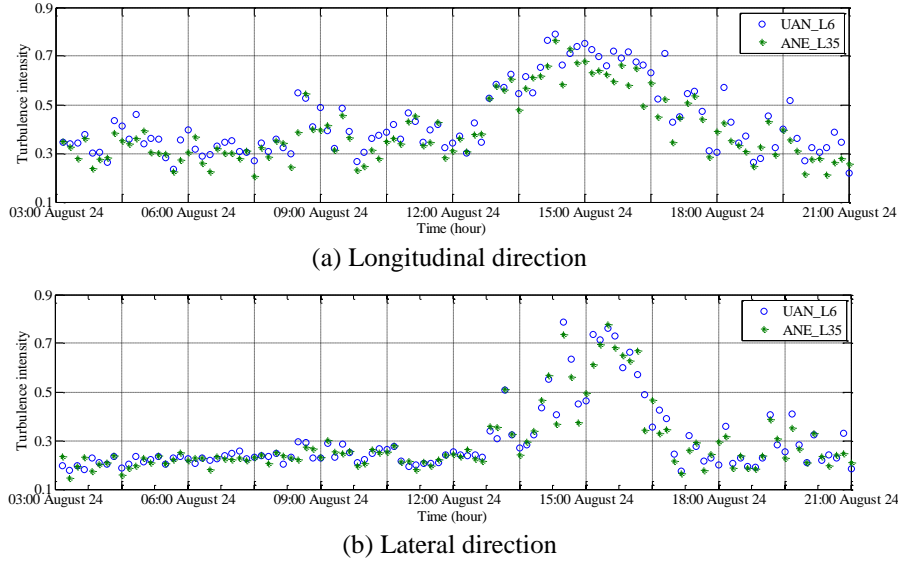 0.9
UAN_L6
ANE_L35
0.7
0.5
0.3
0.1
Turbulence intensity
03:00 August 24 06:00 August 24 09:00 August 24 12:00 August 24 15:00 August 24 18:00 August 24 21:00 August 24
Time (hour)
(a) Longitudinal direction
0.9
UAN_L6
ANE_L35
0.7
0.5
0.3
0.1
Turbulence intensity
03:00 August 24 06:00 August 24 09:00 August 24 12:00 August 24 15:00 August 24 18:00 August 24 21:00 August 24
Time (hour)
(b) Lateral direction